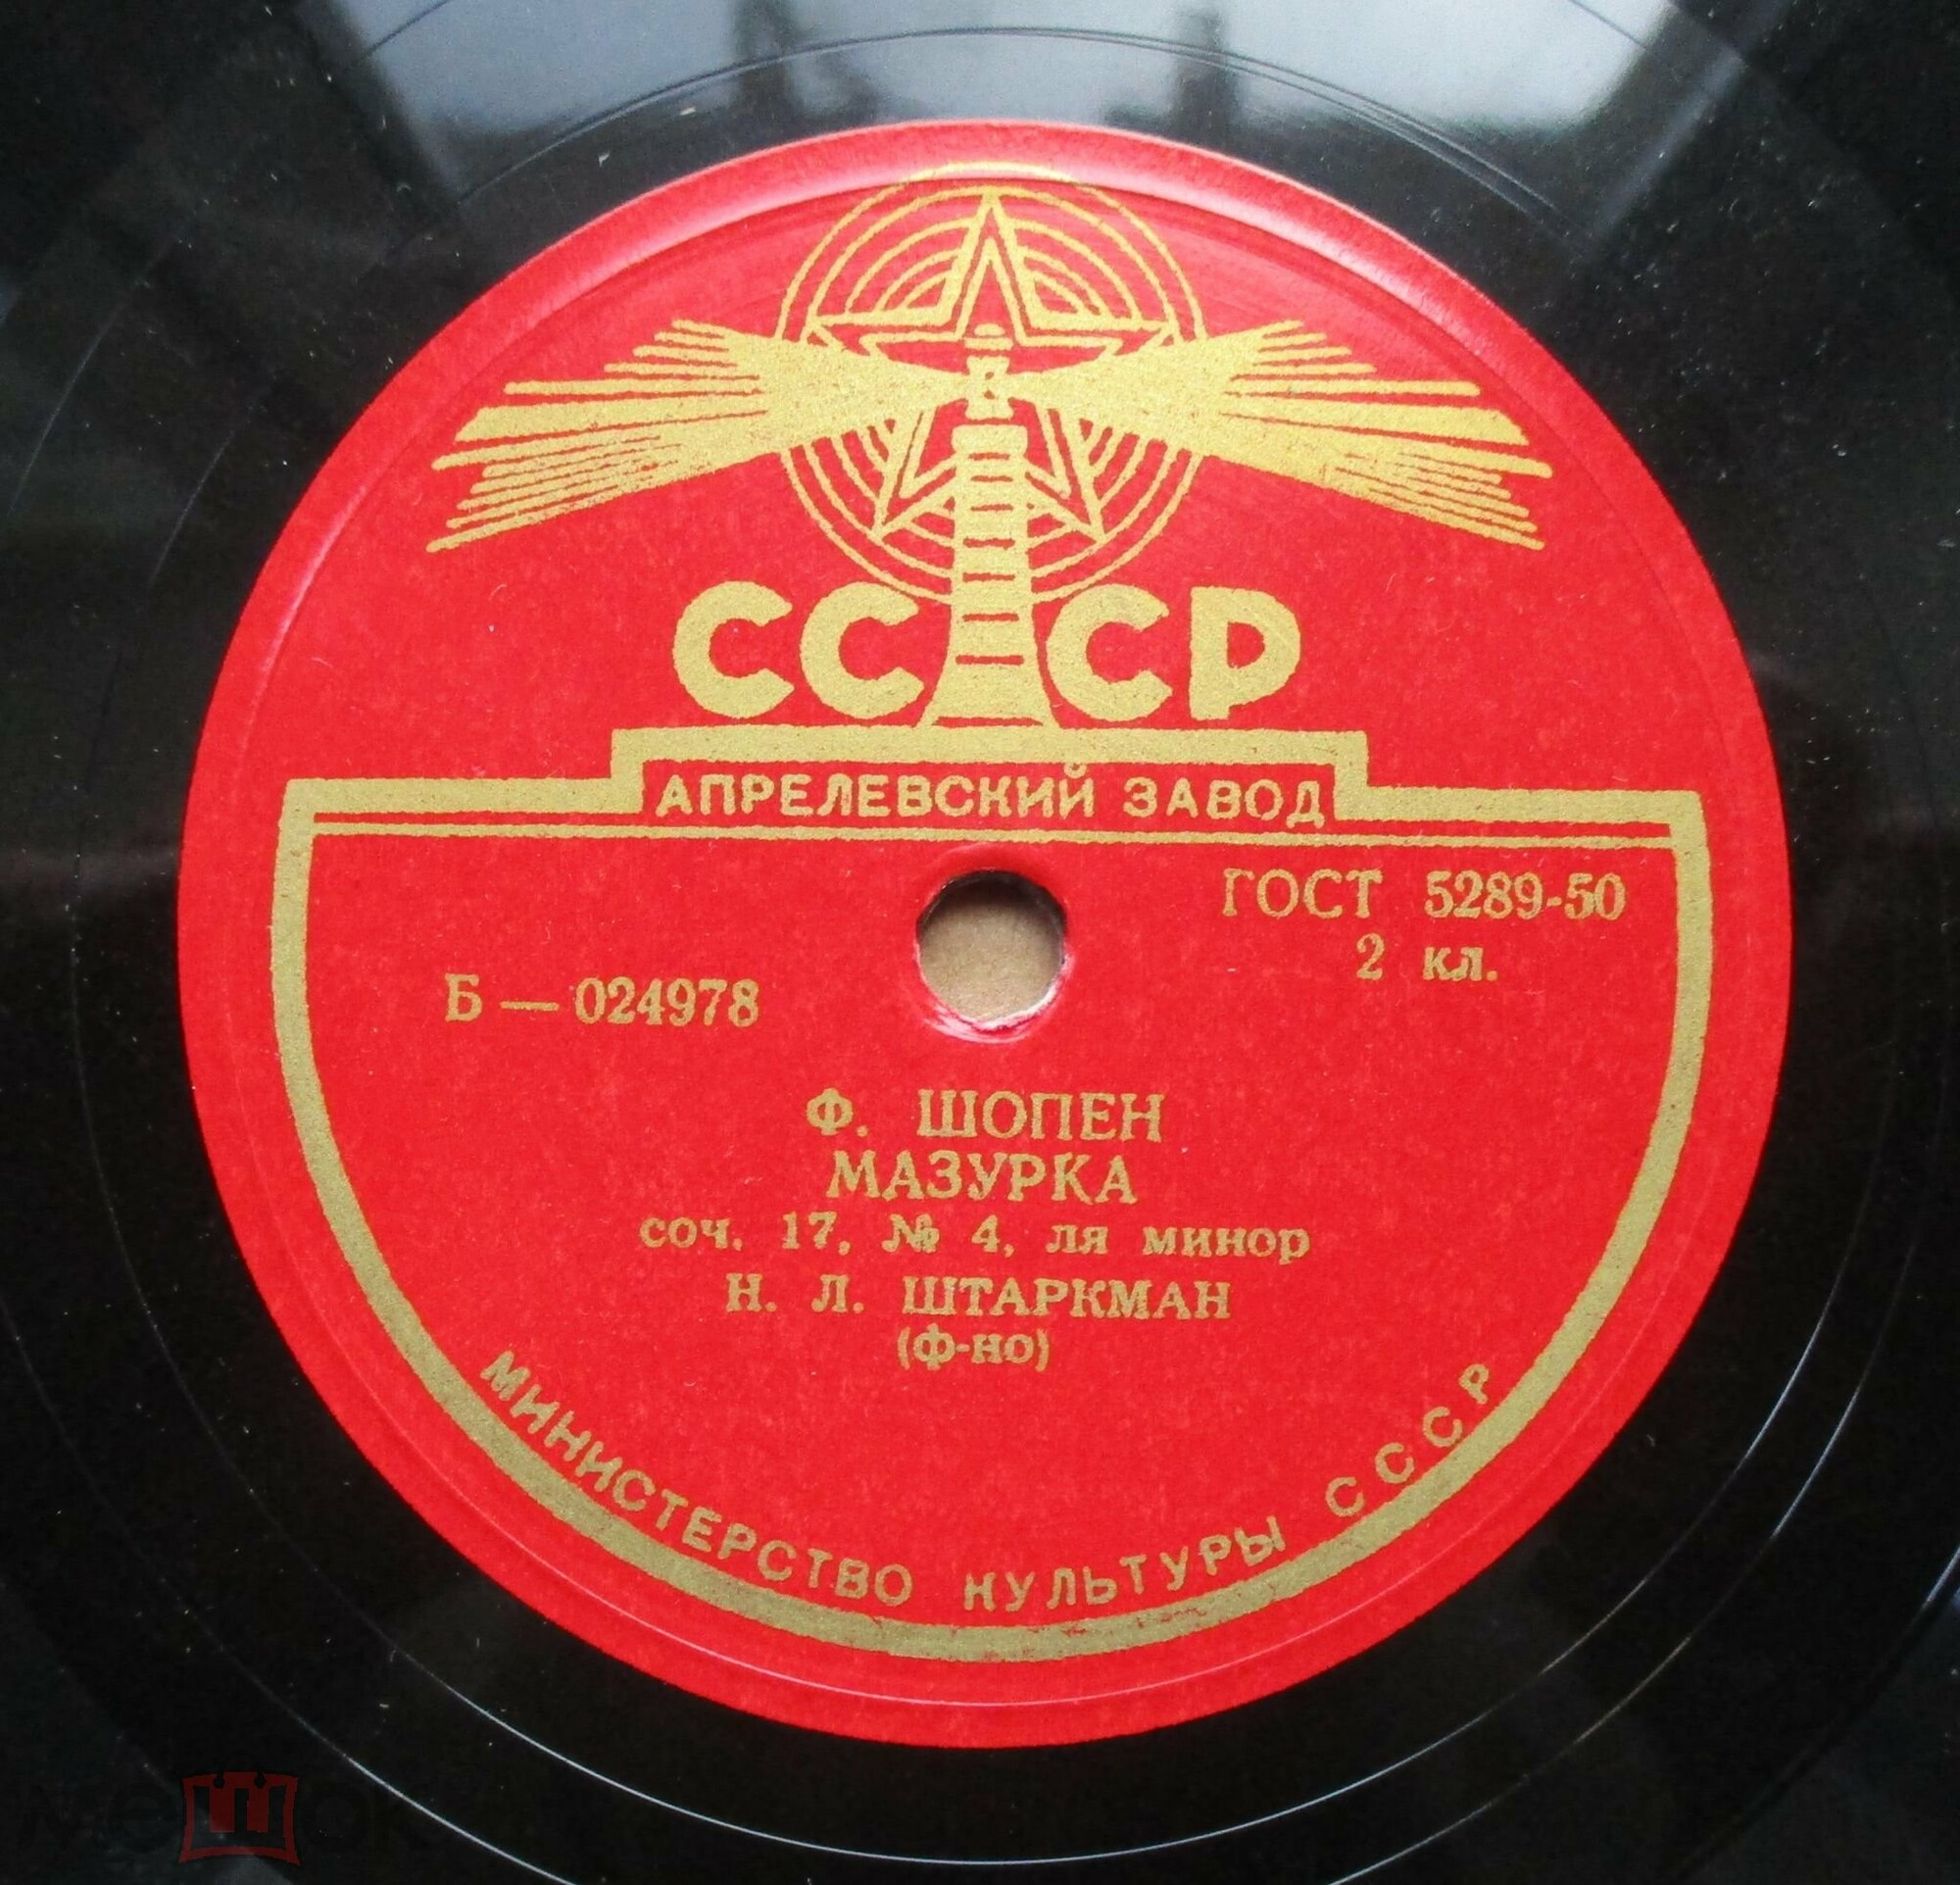 СССР
АПРЕЛЕВСКИЙ ЗАВОД
ГОСТ 5289-50
2 кл.
Б — 024978
Ф. ШОПЕН
МАЗУРКА
соч. 17, № 4, ля минор
Н. Л. ШТАРКМАН
(ф-но)
МИНИСТЕРСТВО КУЛЬТУРЫ СССР
мешок